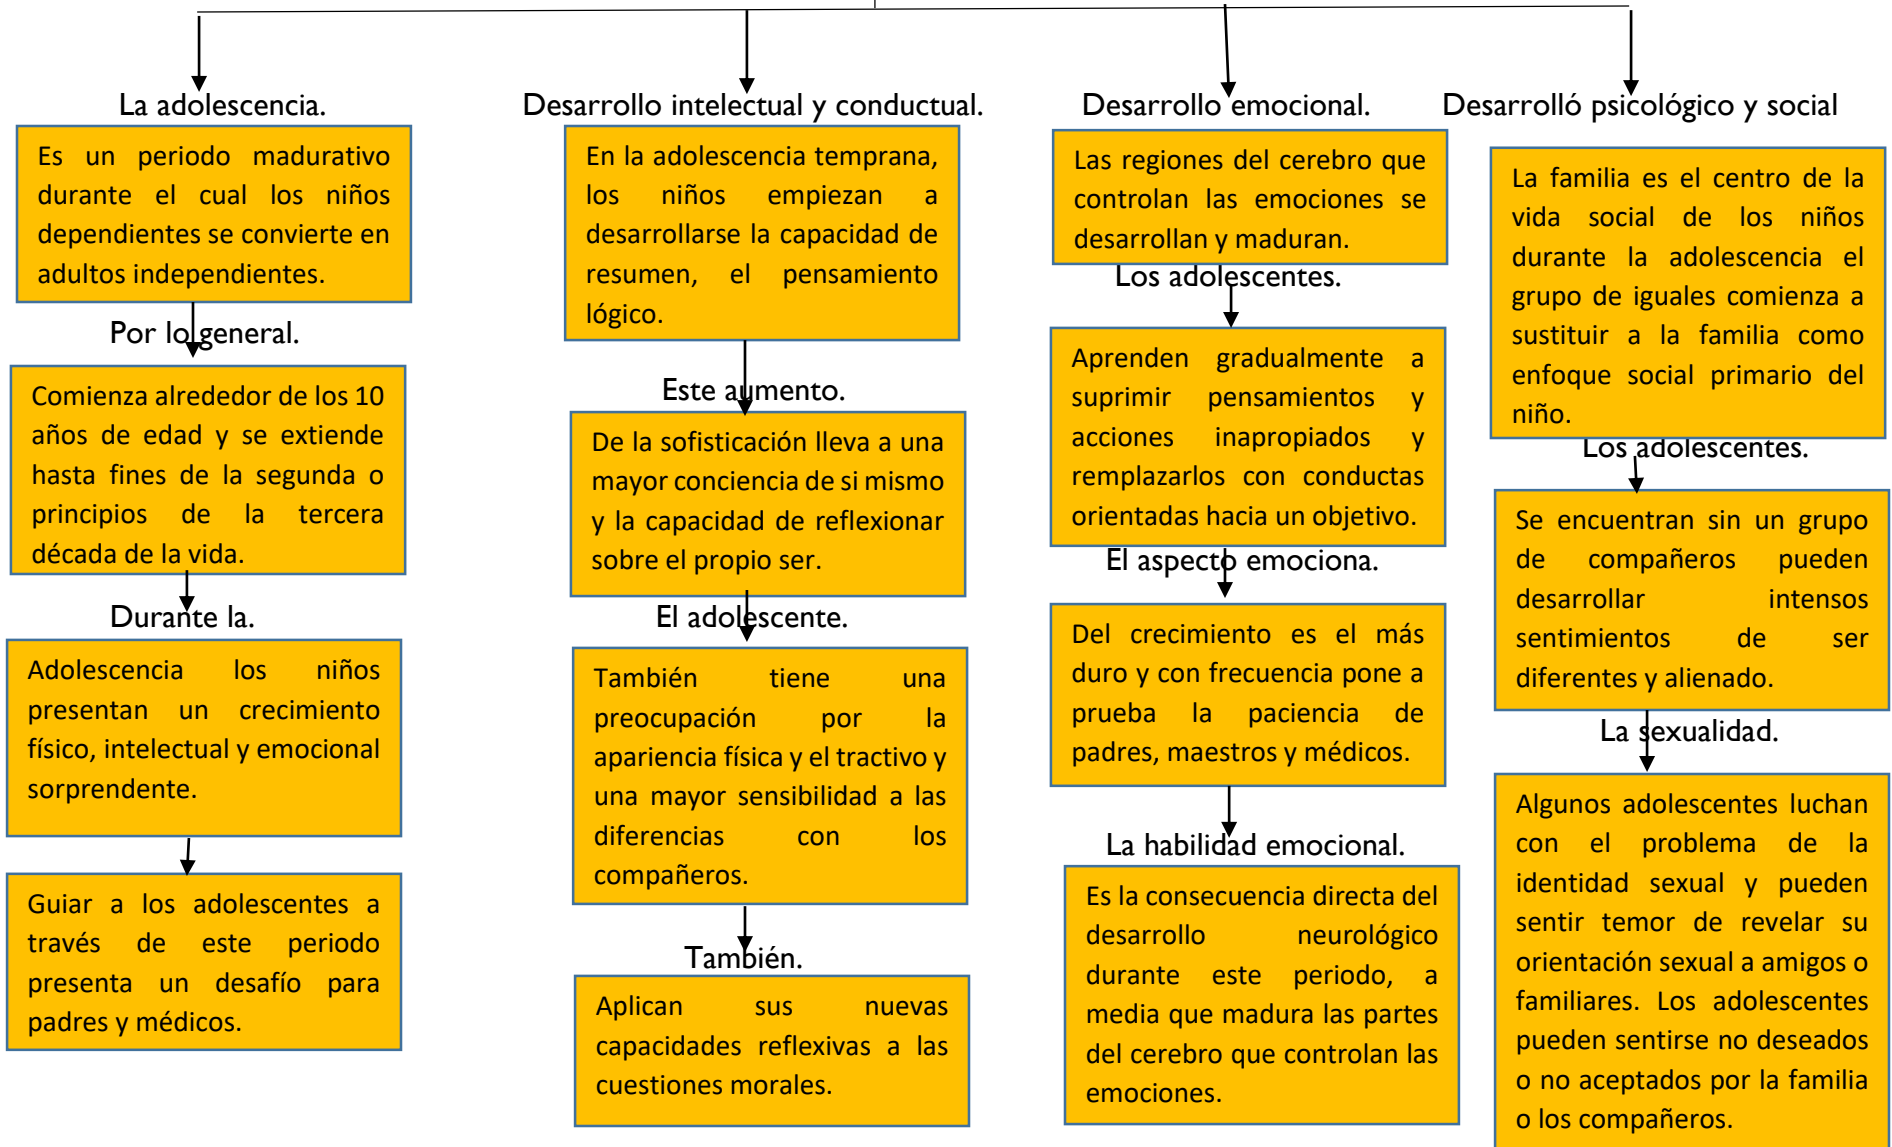 La adolescencia.
Es un periodo madurativo
durante el cual los niños
dependientes se convierte en
adultos independientes.
Por lo general.
Comienza alrededor de los 10
años de edad y se extiende
hasta fines de la segunda o
principios de la tercera
década de la vida.
Durante la.
Adolescencia los niños
presentan un crecimiento
físico, intelectual y emocional
sorprendente.
Guiar a los adolescentes a
través de este periodo
presenta un desafío para
padres y médicos.
Desarrollo intelectual y conductual.
En la adolescencia temprana,
los niños empiezan a
desarrollarse la capacidad de
resumen, el pensamiento
lógico.
Este aumento.
De la sofisticación lleva a una
mayor conciencia de si mismo
y la capacidad de reflexionar
sobre el propio ser.
El adolescente.
También tiene una
preocupación por la
apariencia física y el tractivo y
una mayor sensibilidad a las
diferencias con los
compañeros.
También.
Aplican sus nuevas
capacidades reflexivas a las
cuestiones morales.
Desarrollo emocional.
Las regiones del cerebro que
controlan las emociones se
desarrollan y maduran.
Los adolescentes.
Aprenden gradualmente a
suprimir pensamientos y
acciones inapropiados y
remplazarlos con conductas
orientadas hacia un objetivo.
El aspecto emociona.
Del crecimiento es el más
duro y con frecuencia pone a
prueba la paciencia de
padres, maestros y médicos.
La habilidad emocional.
Es la consecuencia directa del
desarrollo neurológico
durante este periodo, a
media que madura las partes
del cerebro que controlan las
emociones.
Desarrolló psicológico y social
La familia es el centro de la
vida social de los niños
durante la adolescencia el
grupo de iguales comienza a
sustituir a la familia como
enfoque social primario del
niño.
Los adolescentes.
Se encuentran sin un grupo
de compañeros pueden
desarrollar intensos
sentimientos de ser
diferentes y alienado.
La sexualidad.
Algunos adolescentes luchan
con el problema de la
identidad sexual y pueden
sentir temor de revelar su
orientación sexual a amigos o
familiares. Los adolescentes
pueden sentirse no deseados
o no aceptados por la familia
o los compañeros.